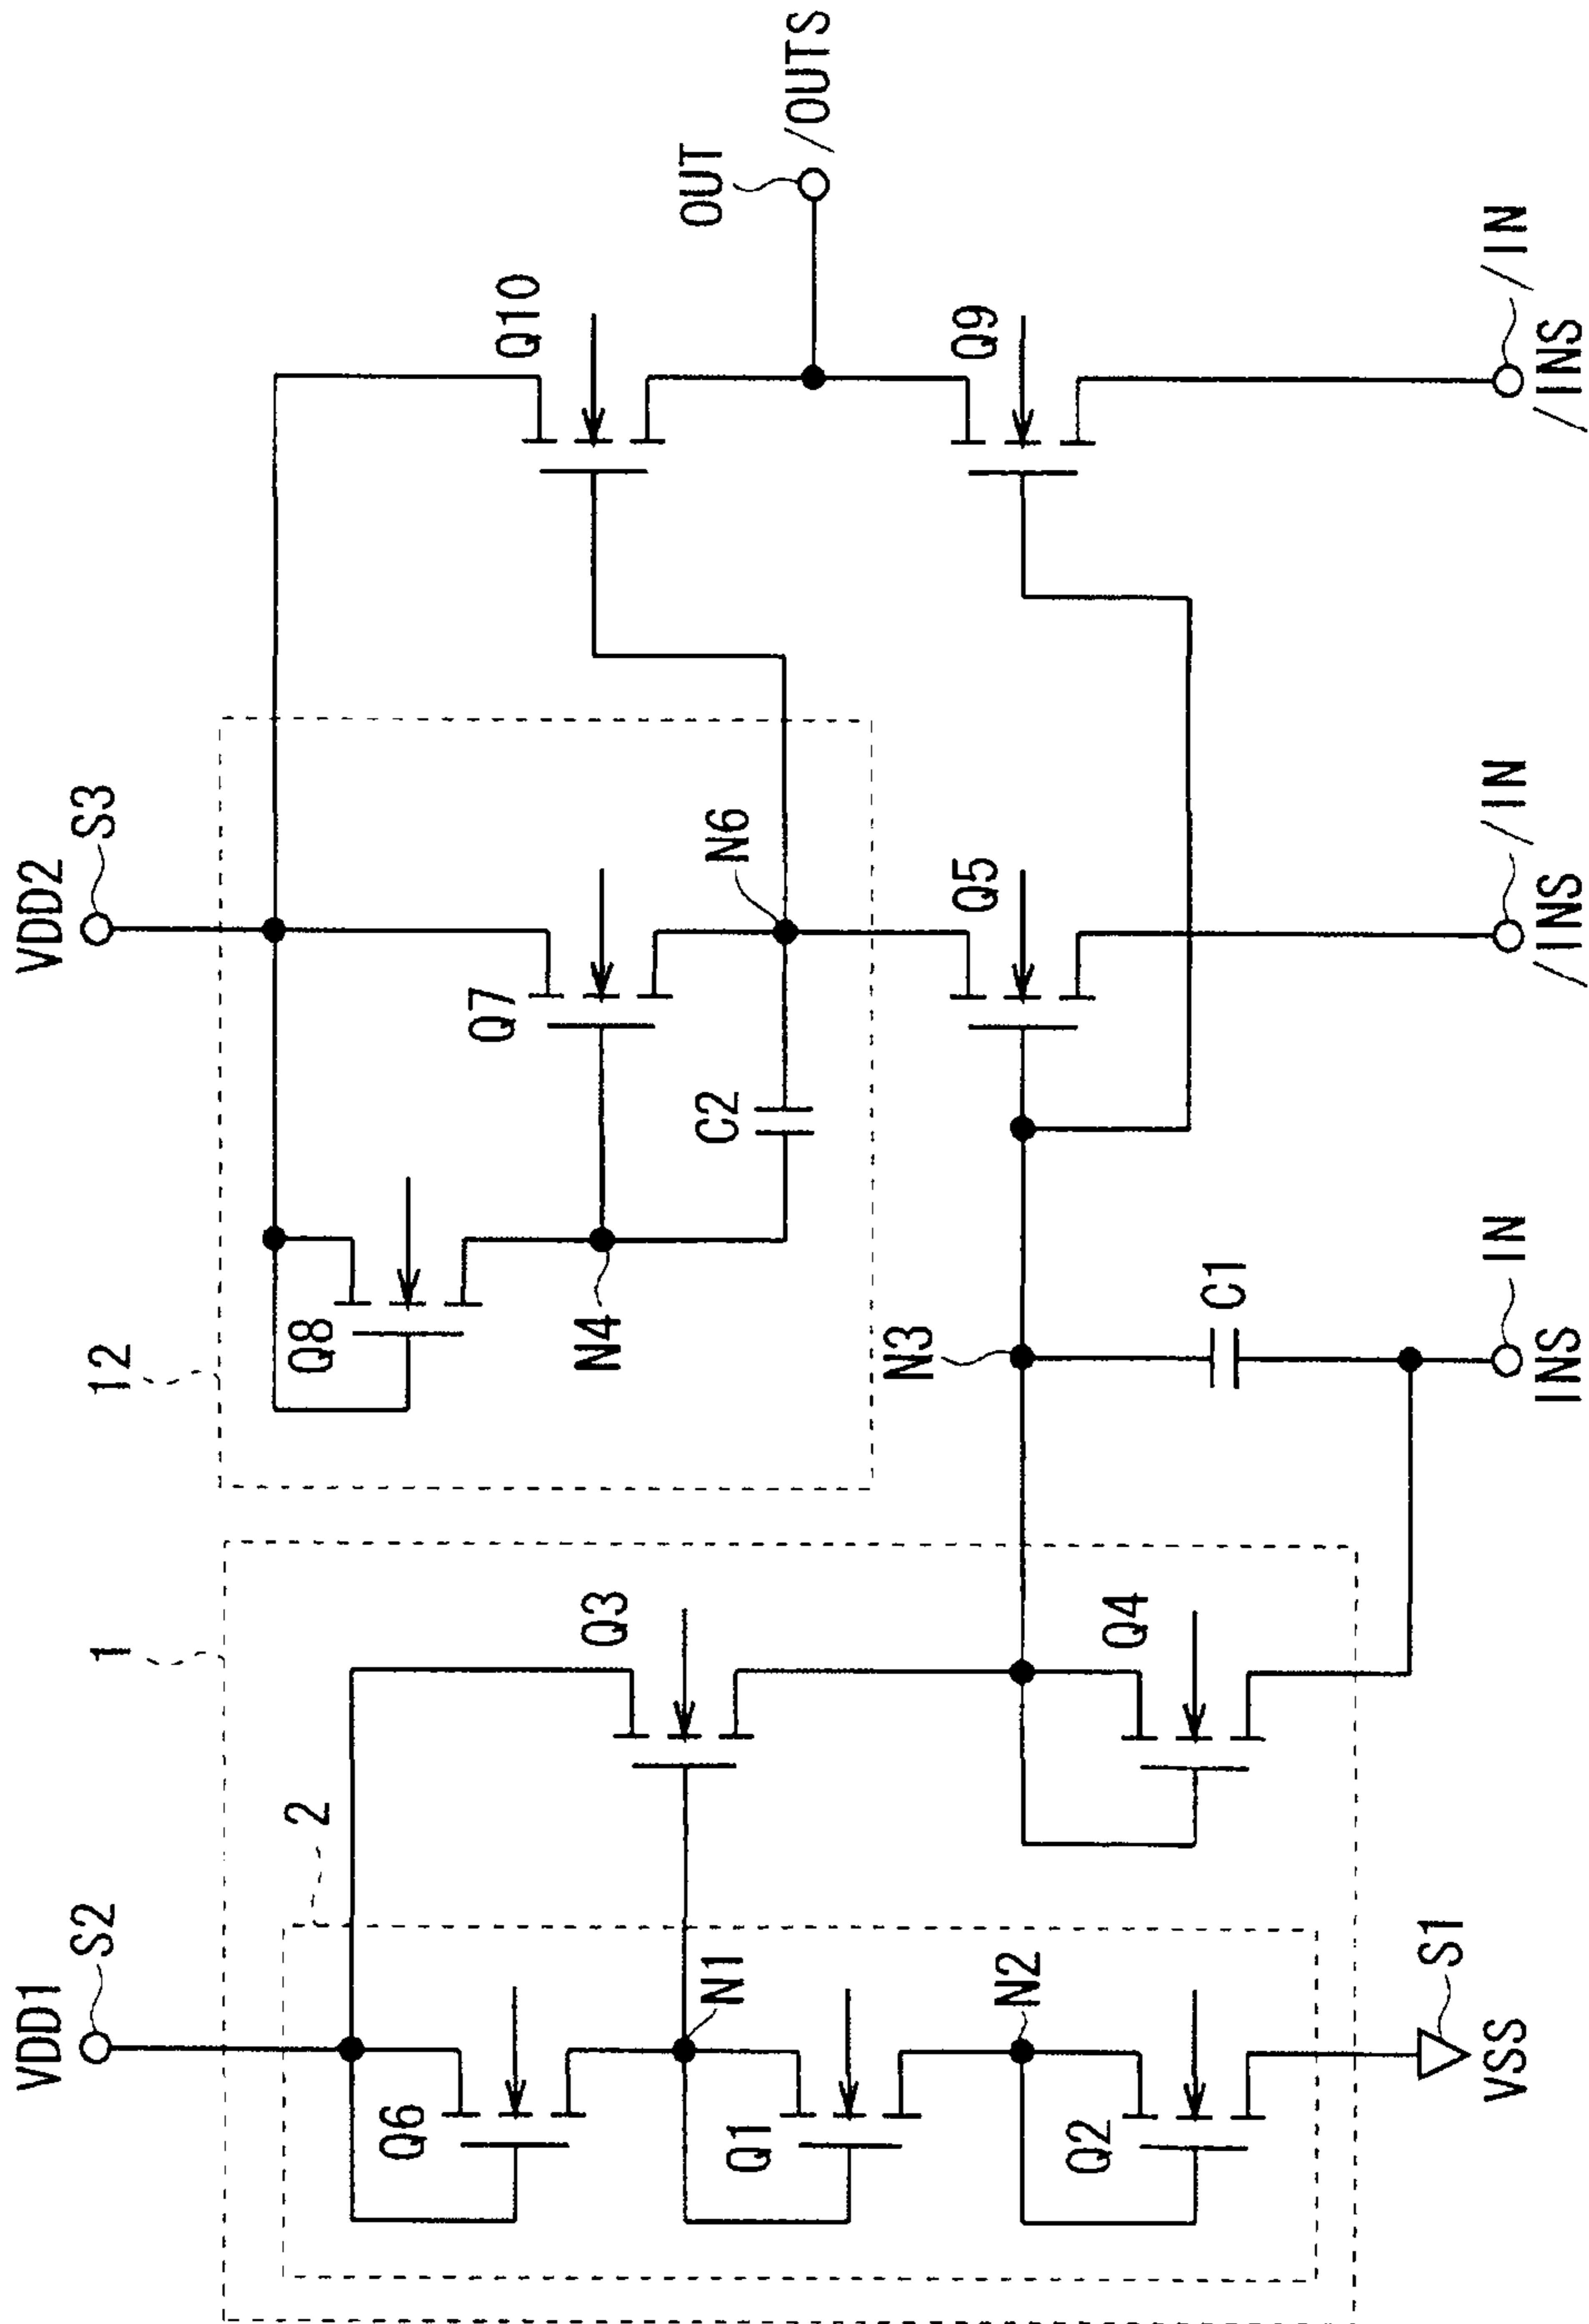 VDD1
S2
VDD2
S3
1
2
12
Q6
N1
Q1
N2
Q2
VSS
S1
Q3
Q4
Q8
N4
Q7
C2
N6
N3
C1
IN
INS
Q5
/IN
/INS
Q10
OUT
/OUTS
Q9
/IN
/INS